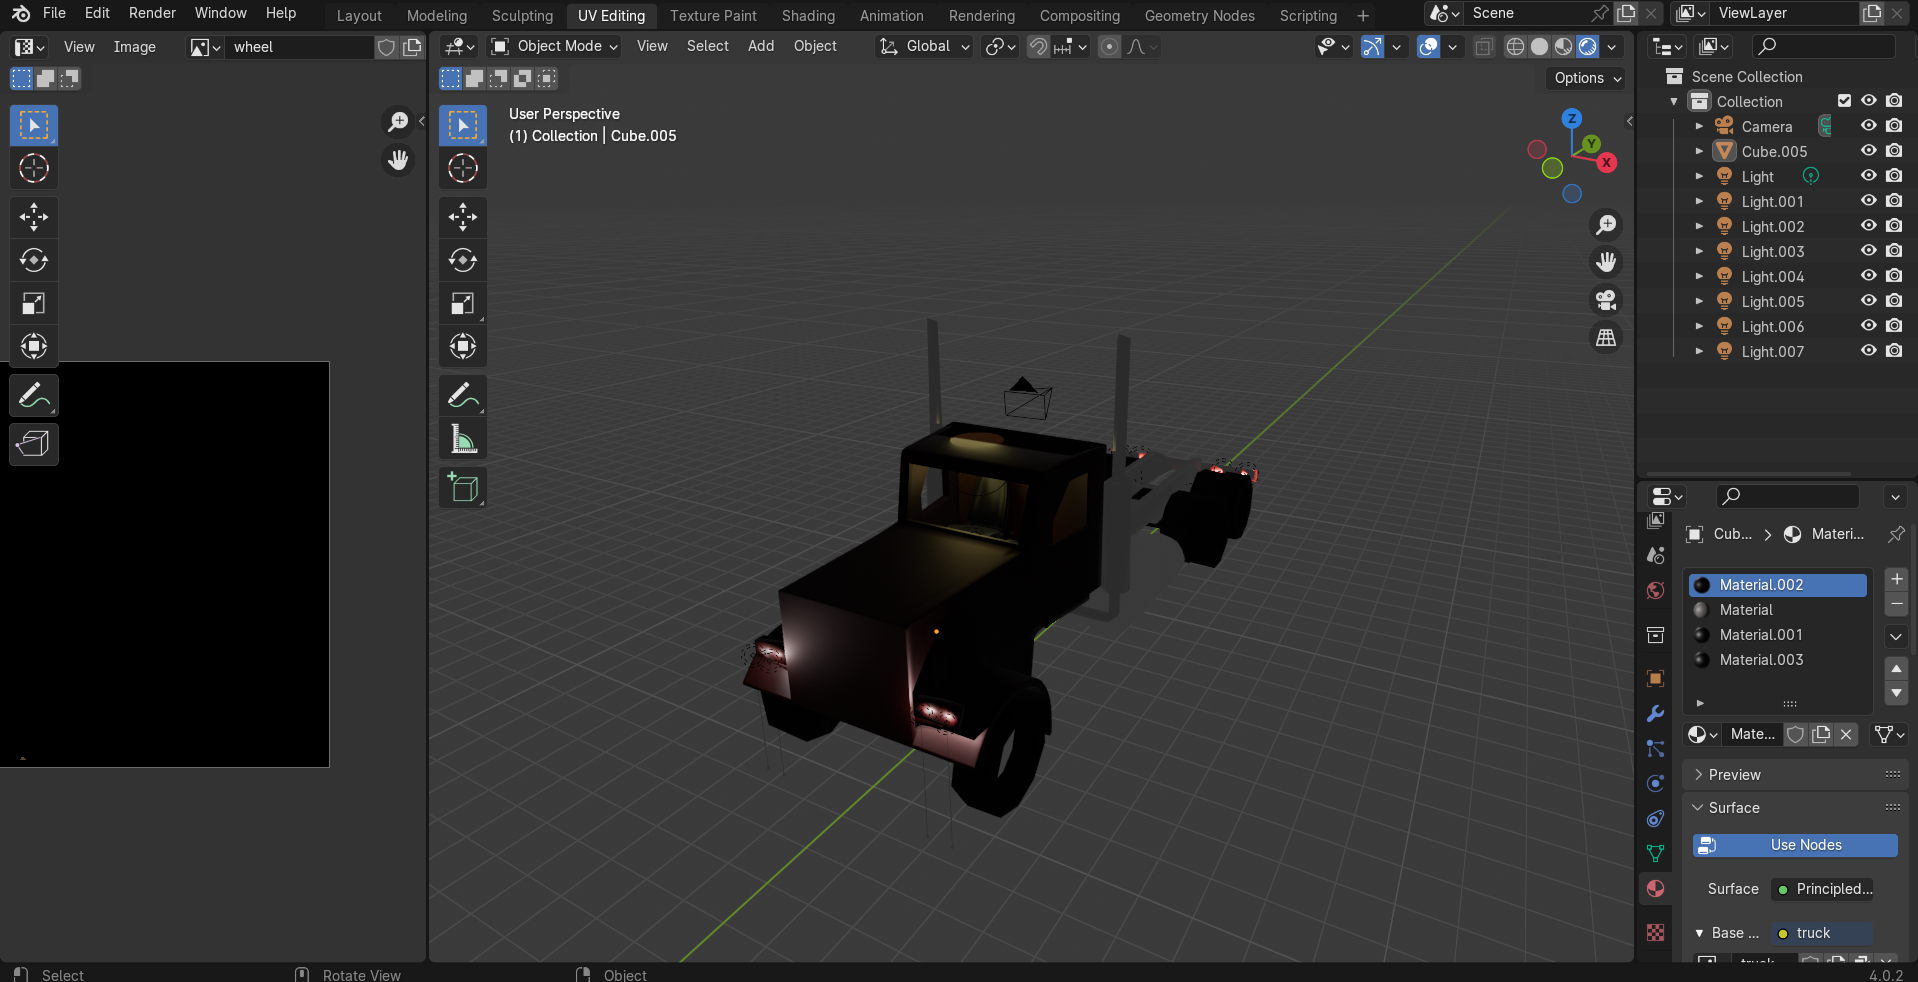 File Edit Render Window Help Layout Modeling Sculpting UV Editing Texture Paint Shading Animation Rendering Compositing Geometry Nodes Scripting + Scene ViewLayer
View Image wheel Object Mode View Select Add Object Global
Options
User Perspective
(1) Collection | Cube.005
Z
Y
X
Scene Collection
Collection
Camera
Cube.005
Light
Light.001
Light.002
Light.003
Light.004
Light.005
Light.006
Light.007
Cub... > Materi...
Material.002
Material
Material.001
Material.003
Mate...
Preview
Surface
Use Nodes
Surface Principled...
Base ... truck
truck
Select Rotate View Object 4.0.2